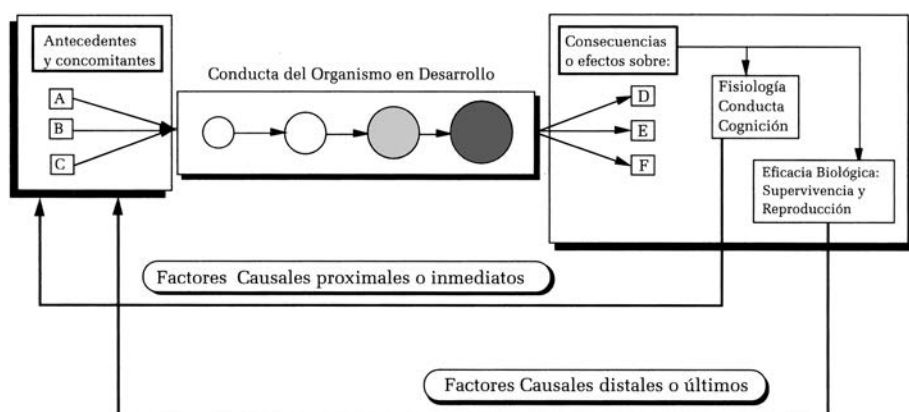 Antecedentes
y concomitantes
A
B
C
Conducta del Organismo en Desarrollo
Consecuencias
o efectos sobre:
D
E
F
Fisiología
Conducta
Cognición
Eficacia Biológica:
Supervivencia y
Reproducción
Factores Causales proximales o inmediatos
Factores Causales distales o últimos